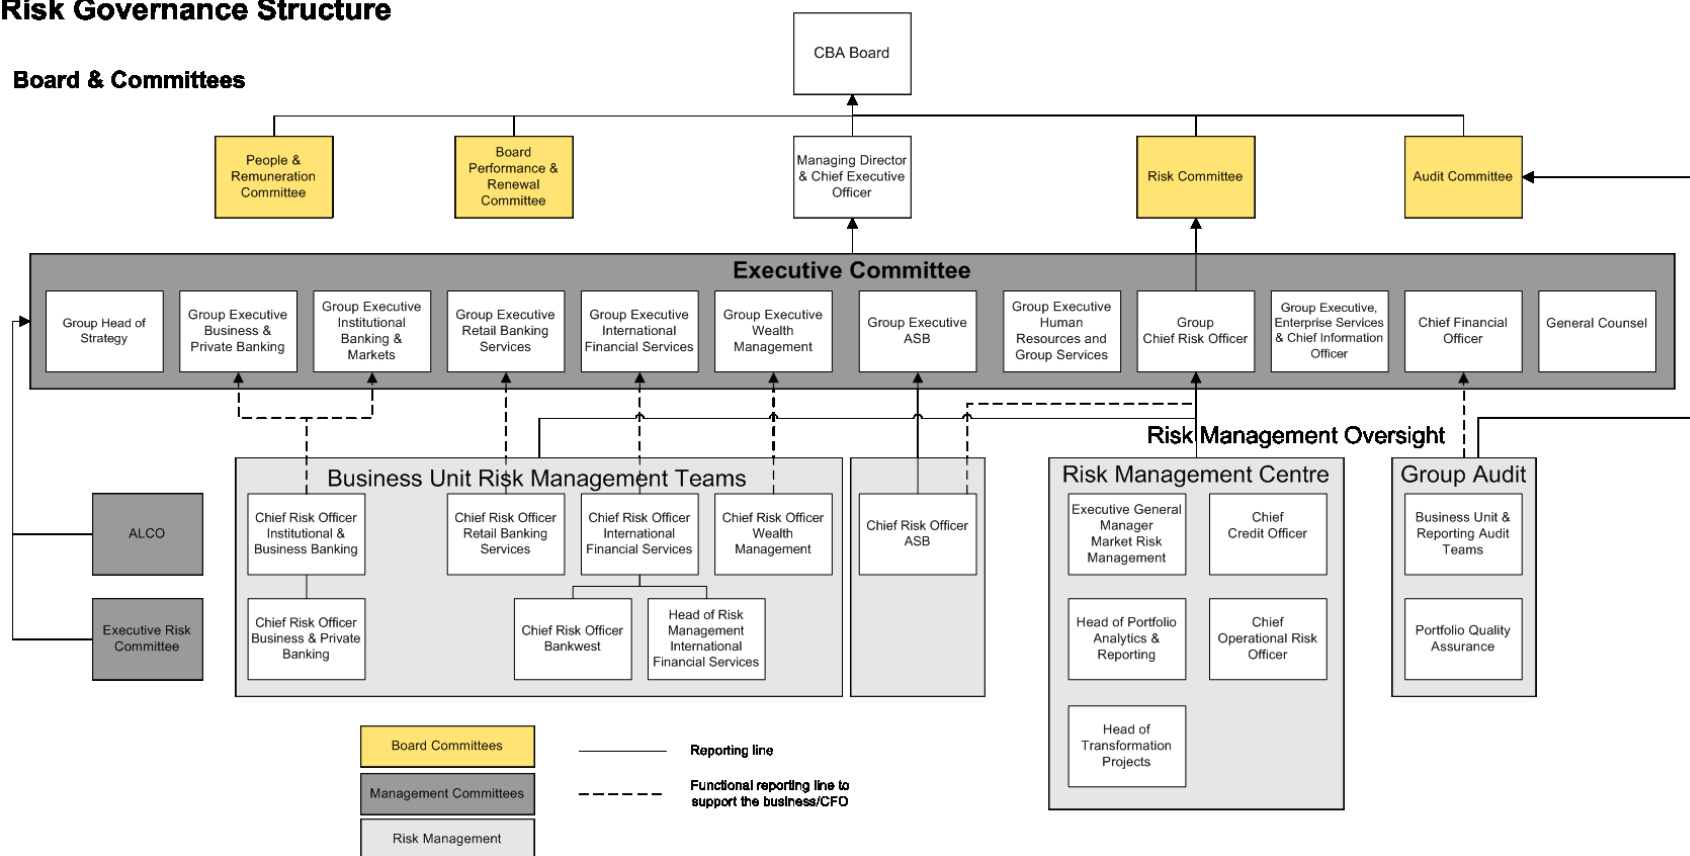 Risk Governance Structure
Board & Committees
CBA Board
People &
Remuneration
Committee
Board
Performance &
Renewal
Committee
Managing Director
& Chief Executive
Officer
Risk Committee
Audit Committee
Executive Committee
Group Head of
Strategy
Group Executive
Business &
Private Banking
Group Executive
Institutional
Banking &
Markets
Group Executive
Retail Banking
Services
Group Executive
International
Financial Services
Group Executive
Wealth
Management
Group Executive
ASB
Group Executive
Human
Resources and
Group Services
Group
Chief Risk Officer
Group Executive,
Enterprise Services
& Chief Information
Officer
Chief Financial
Officer
General Counsel
Risk Management Oversight
Business Unit Risk Management Teams
Risk Management Centre
Group Audit
ALCO
Executive Risk
Committee
Chief Risk Officer
Institutional &
Business Banking
Chief Risk Officer
Retail Banking
Services
Chief Risk Officer
International
Financial Services
Chief Risk Officer
Wealth
Management
Chief Risk Officer
ASB
Chief Risk Officer
Business & Private
Banking
Chief Risk Officer
Bankwest
Head of Risk
Management
International
Financial Services
Executive General
Manager
Market Risk
Management
Chief
Credit Officer
Head of Portfolio
Analytics &
Reporting
Chief
Operational Risk
Officer
Head of
Transformation
Projects
Business Unit &
Reporting Audit
Teams
Portfolio Quality
Assurance
Board Committees
Management Committees
Risk Management
Reporting line
Functional reporting line to
support the business/CFO